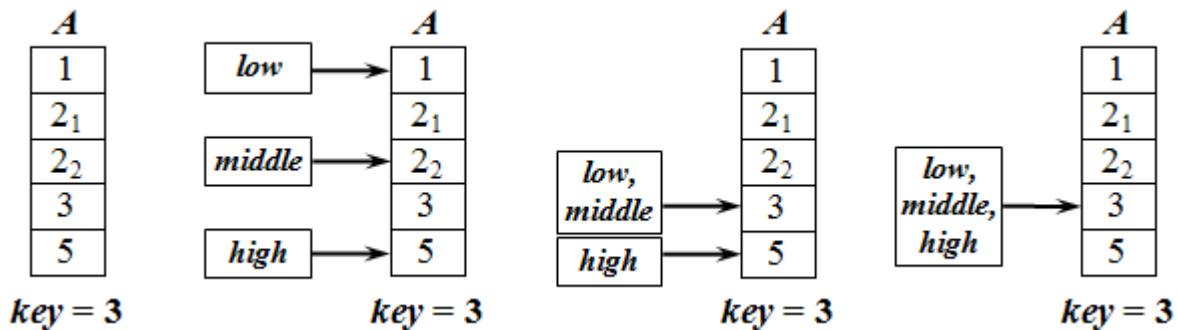 A
1
2₁
2₂
3
5
key = 3
low
middle
high
A
1
2₁
2₂
3
5
key = 3
low,
middle
high
A
1
2₁
2₂
3
5
key = 3
low,
middle,
high
A
1
2₁
2₂
3
5
key = 3